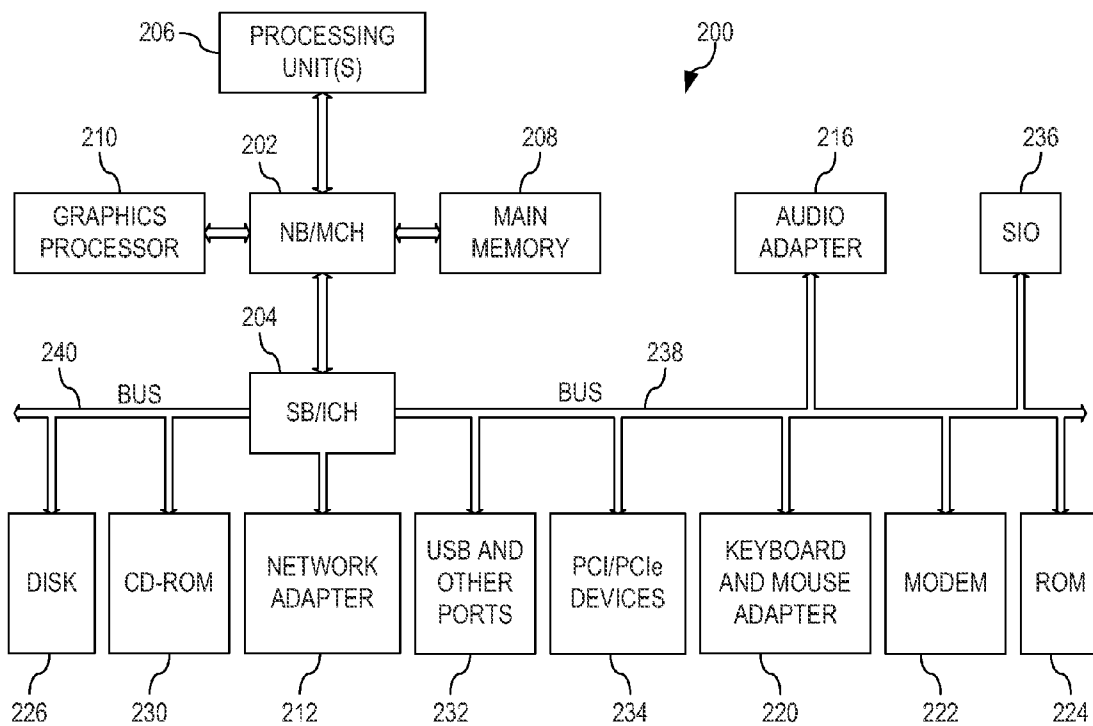 206
PROCESSING
UNIT(S)
200
210
202
208
216
236
GRAPHICS
PROCESSOR
NB/MCH
MAIN
MEMORY
AUDIO
ADAPTER
SIO
204
240
238
BUS
SB/ICH
BUS
DISK
CD-ROM
NETWORK
ADAPTER
USB AND
OTHER
PORTS
PCI/PCIe
DEVICES
KEYBOARD
AND MOUSE
ADAPTER
MODEM
ROM
226
230
212
232
234
220
222
224